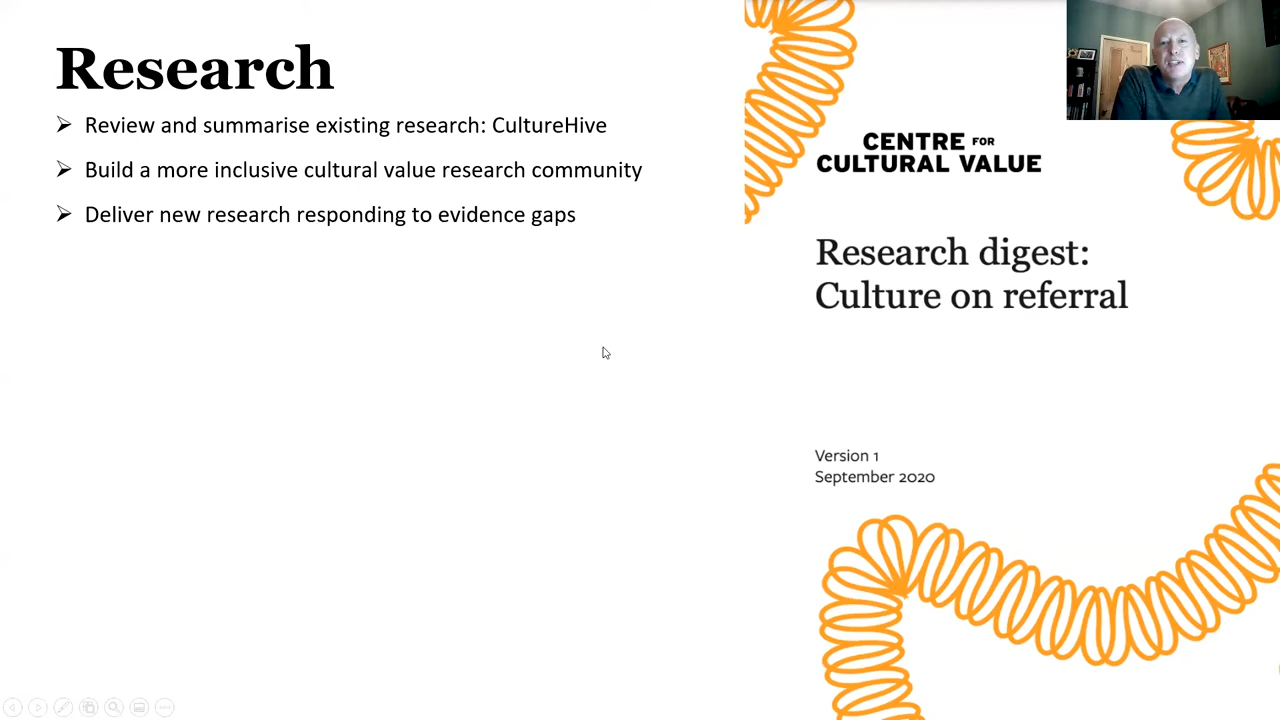 Research
Review and summarise existing research: CultureHive
Build a more inclusive cultural value research community
Deliver new research responding to evidence gaps
CENTRE FOR
CULTURAL VALUE
Research digest:
Culture on referral
Version 1
September 2020